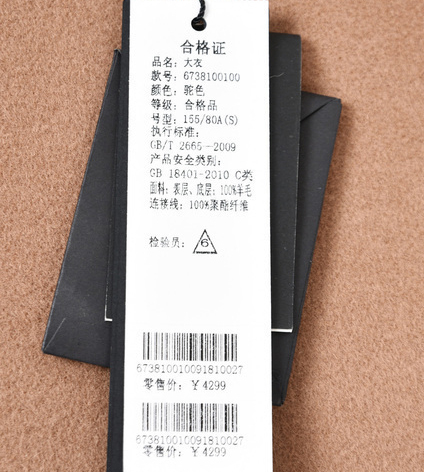 合格证
品名：大衣
款号：6738100100
颜色：驼色
等级：合格品
号型：155/80A(S)
执行标准：
GB/T 2665-2009
产品安全类别：
GB 18401-2010 C类
面料：表层、底层：100%羊毛
连接线：100%聚酯纤维
检验员：6
673810010091810027
零售价：￥4299
673810010091810027
零售价：￥4299